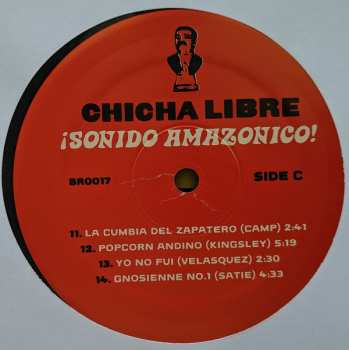 CHICHA LIBRE
¡SONIDO AMAZONICO!
BR0017 SIDE C
11. LA CUMBIA DEL ZAPATERO (CAMP) 2:41
12. POPCORN ANDINO (KINGSLEY) 5:19
13. YO NO FUI (VELASQUEZ) 2:30
14. GNOSIENNE NO.1 (SATIE) 4:33